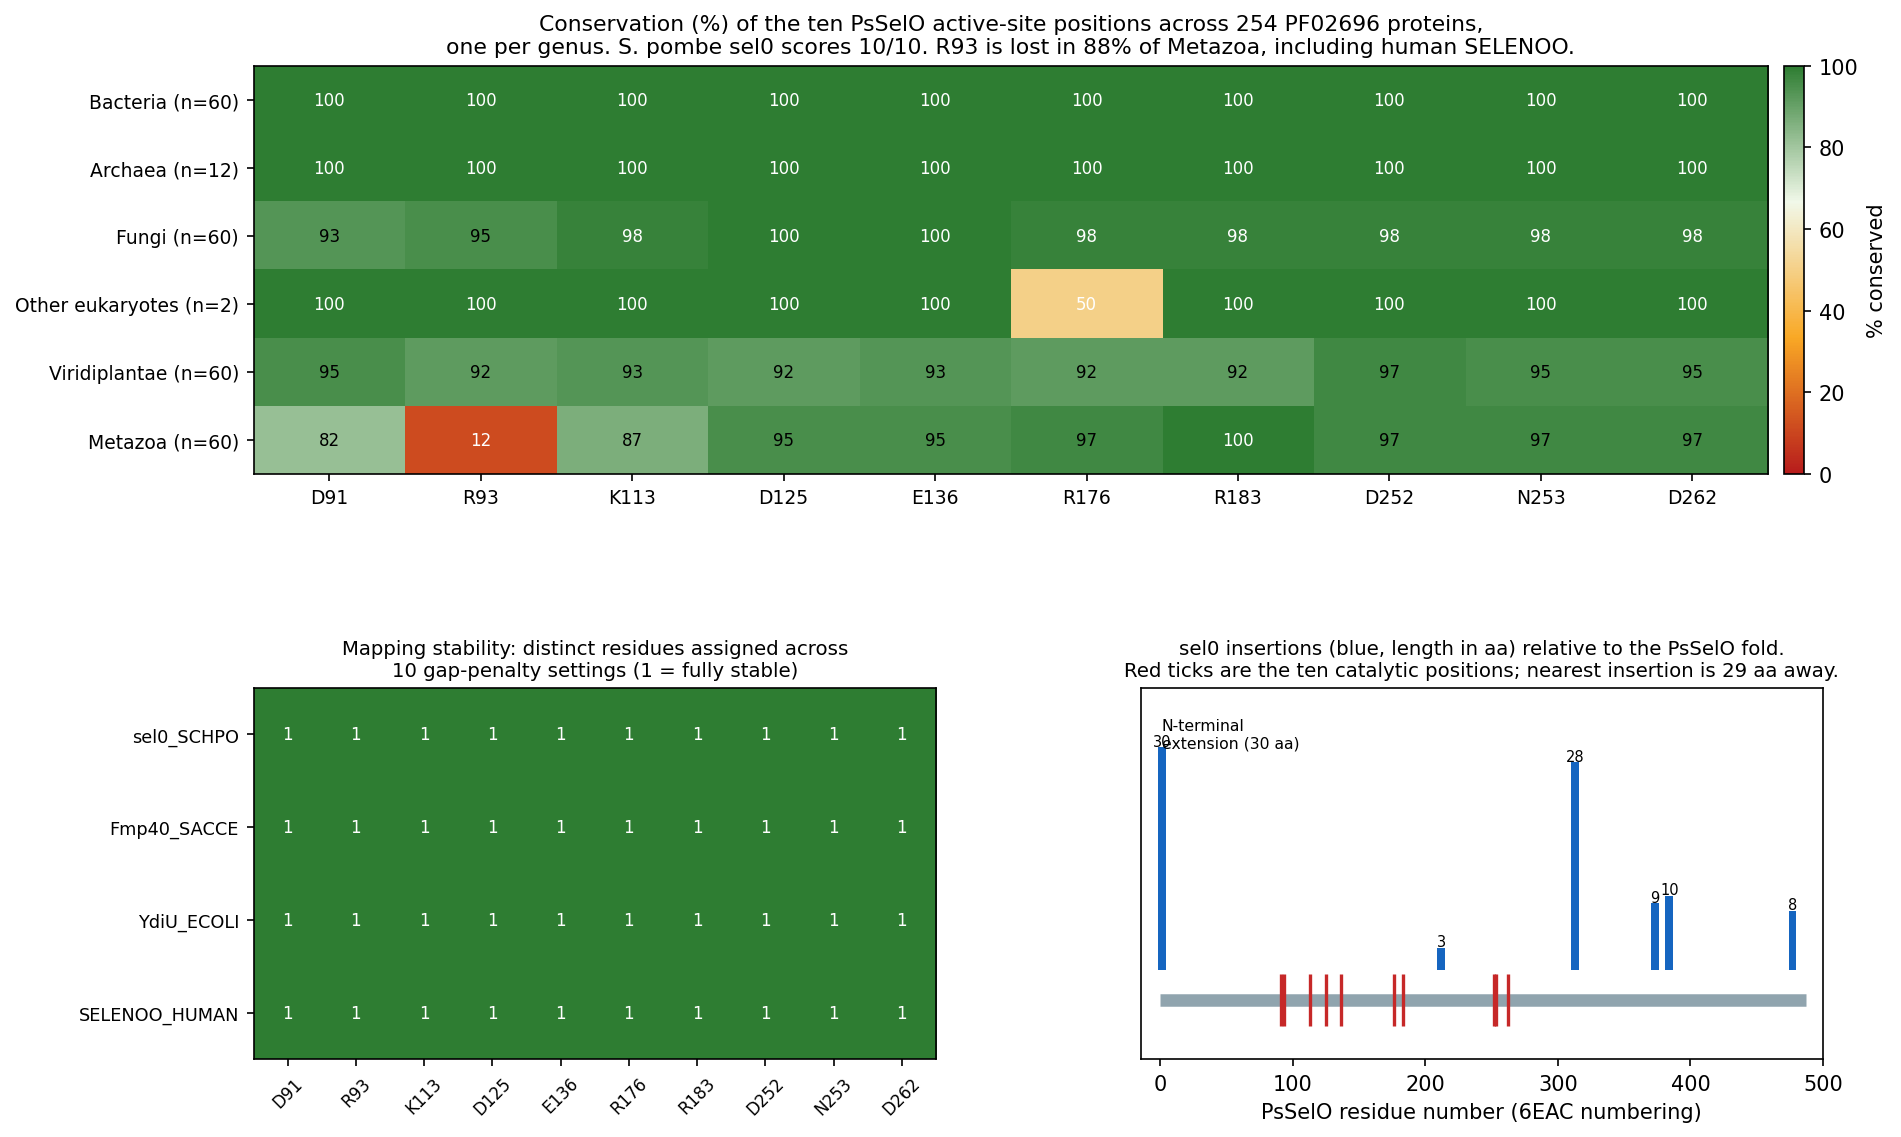 Conservation (%) of the ten PsSelO active-site positions across 254 PF02696 proteins,
one per genus. S. pombe sel0 scores 10/10. R93 is lost in 88% of Metazoa, including human SELENOO.
Bacteria (n=60) 100 100 100 100 100 100 100 100 100 100
Archaea (n=12) 100 100 100 100 100 100 100 100 100 100
Fungi (n=60) 93 95 98 100 100 98 98 98 98 98
Other eukaryotes (n=2) 100 100 100 100 100 50 100 100 100 100
Viridiplantae (n=60) 95 92 93 92 93 92 92 97 95 95
Metazoa (n=60) 82 12 87 95 95 97 100 97 97 97
D91 R93 K113 D125 E136 R176 R183 D252 N253 D262
100
80
60
40
20
0
% conserved
Mapping stability: distinct residues assigned across
10 gap-penalty settings (1 = fully stable)
sel0_SCHPO 1 1 1 1 1 1 1 1 1 1
Fmp40_SACCE 1 1 1 1 1 1 1 1 1 1
YdiU_ECOLI 1 1 1 1 1 1 1 1 1 1
SELENOO_HUMAN 1 1 1 1 1 1 1 1 1 1
D91 R93 K113 D125 E136 R176 R183 D252 N253 D262
sel0 insertions (blue, length in aa) relative to the PsSelO fold.
Red ticks are the ten catalytic positions; nearest insertion is 29 aa away.
N-terminal
extension (30 aa)
30
3
28
9
10
8
0 100 200 300 400 500
PsSelO residue number (6EAC numbering)